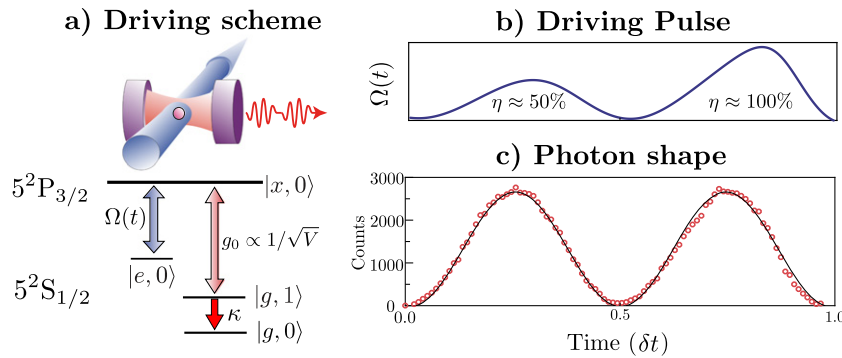 a) Driving scheme
5²P₃/₂
|x, 0⟩
Ω(t)
g₀ ∝ 1/√V
|e, 0⟩
5²S₁/₂
|g, 1⟩
κ
|g, 0⟩
b) Driving Pulse
Ω(t)
η ≈ 50%
η ≈ 100%
c) Photon shape
Counts
3000
2000
1000
0
0.0
0.5
1.0
Time (δt)